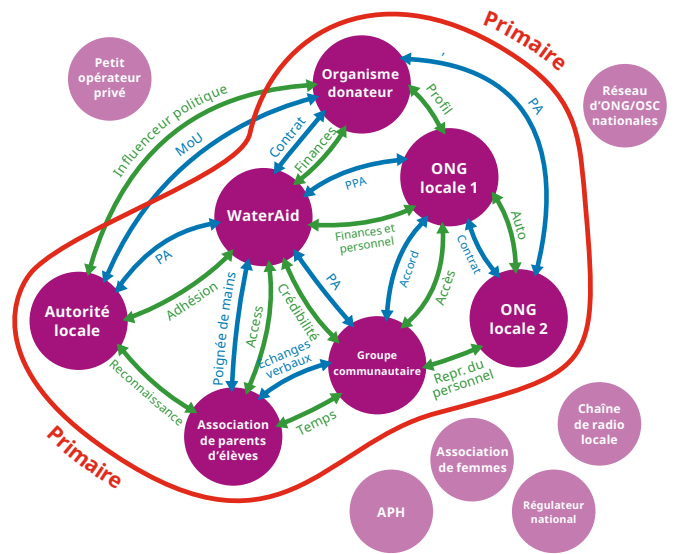 Primaire
Petit
opérateur
privé
Organisme
donateur
Réseau
d'ONG/OSC
nationales
Influenceur politique
MoU
Contrat
Finances
Profil
PA
PPA
ONG
locale 1
WaterAid
Finances et
personnel
Auto
Contrat
Accord
Accès
PA
Adhésion
Autorité
locale
Poignée de mains
Access
Crédibilité
PA
ONG
locale 2
Échanges
verbaux
Groupe
communautaire
Repr. du
personnel
Reconnaissance
Temps
Association
de parents
d'élèves
Primaire
Chaîne
de radio
locale
Association
de femmes
APH
Régulateur
national